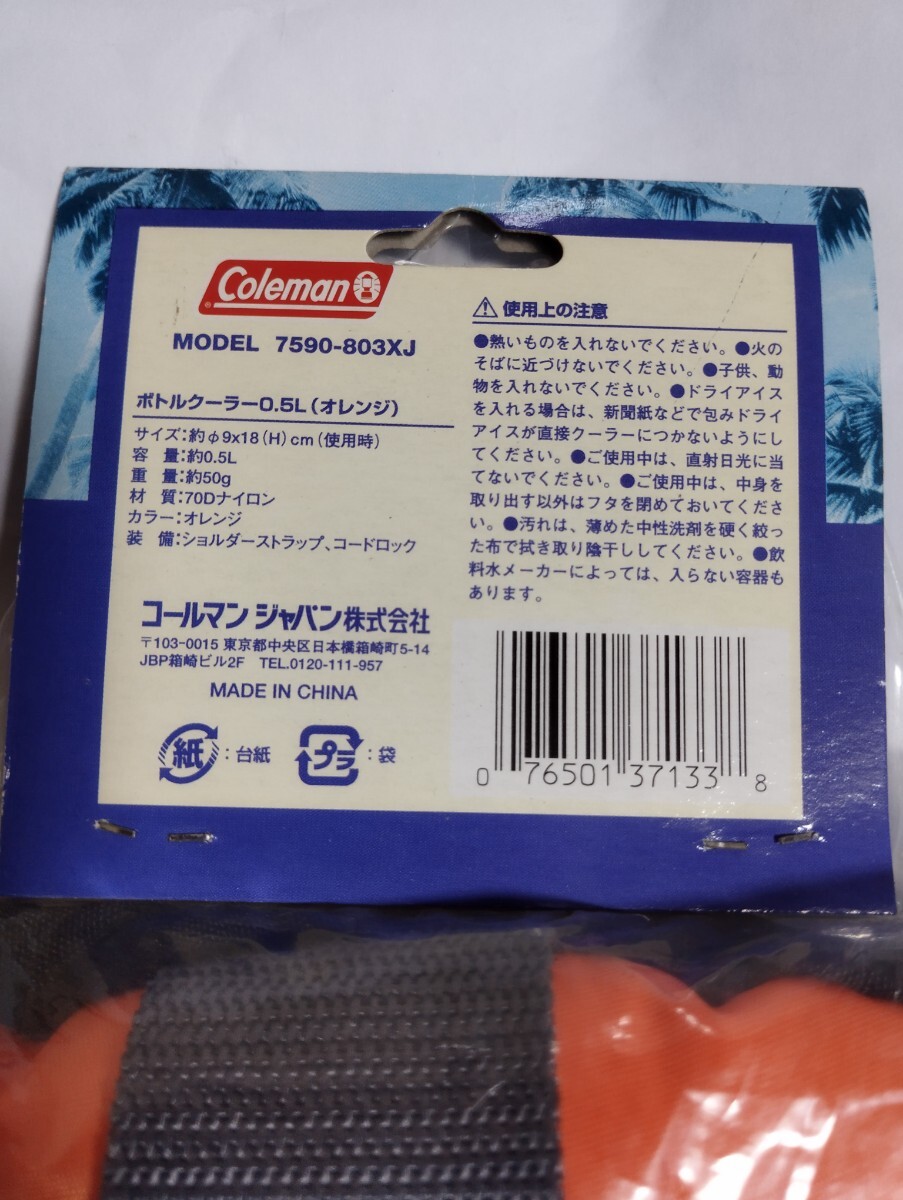 Coleman
MODEL 7590-803XJ
ボトルクーラー0.5L（オレンジ）
サイズ：約φ9x18（H）cm（使用時）
容　量：約0.5L
重　量：約50g
材　質：70Dナイロン
カラー：オレンジ
装　備：ショルダーストラップ、コードロック
コールマン ジャパン株式会社
〒103-0015 東京都中央区日本橋箱崎町5-14
JBP箱崎ビル2F　TEL.0120-111-957
MADE IN CHINA
紙：台紙
プラ：袋
使用上の注意
●熱いものを入れないでください。●火の
そばに近づけないでください。●子供、動
物を入れないでください。●ドライアイス
を入れる場合は、新聞紙などで包みドライ
アイスが直接クーラーにつかないようにし
てください。●ご使用中は、直射日光に当
てないでください。●ご使用中は、中身を
取り出す以外はフタを閉めておいてくださ
い。●汚れは、薄めた中性洗剤を硬く絞っ
た布で拭き取り陰干ししてください。●飲
料水メーカーによっては、入らない容器も
あります。
0 76501 37133 8